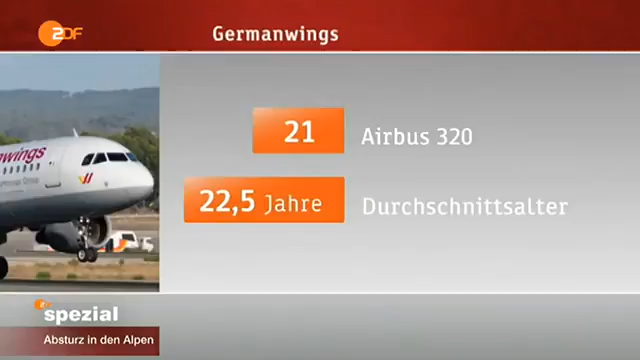 ZDF
Germanwings
21 Airbus 320
22,5 Jahre Durchschnittsalter
wings
spezial
Absturz in den Alpen